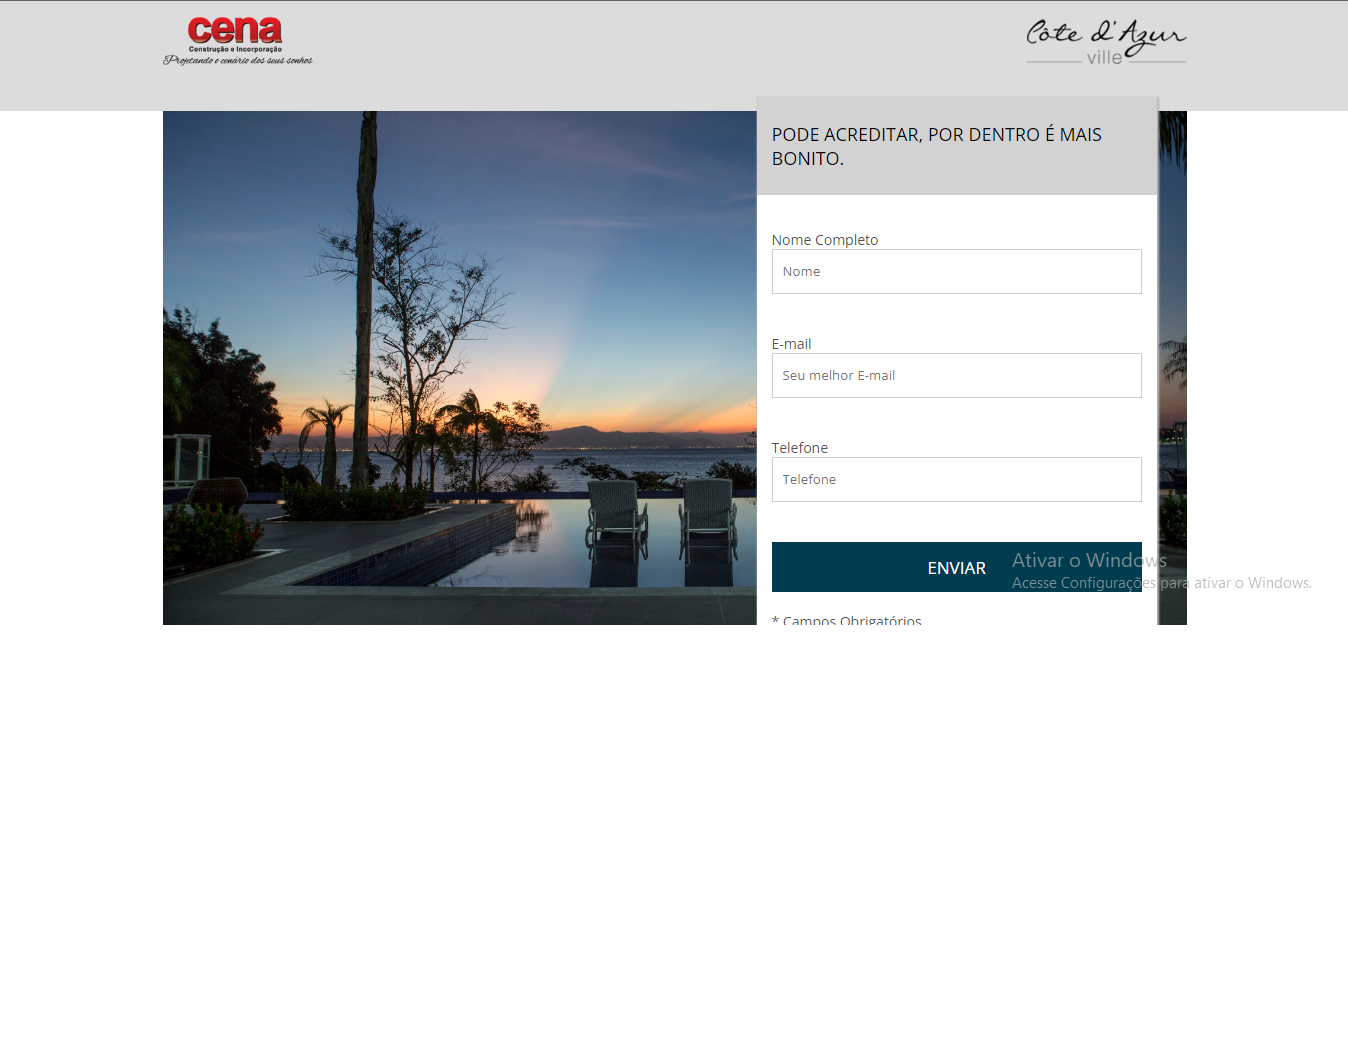 cena
Construção e Incorporação
Projetando o cenário dos seus sonhos
Côte d'Azur
ville
PODE ACREDITAR, POR DENTRO É MAIS
BONITO.
Nome Completo
Nome
E-mail
Seu melhor E-mail
Telefone
Telefone
ENVIAR
Ativar o Windows
Acesse Configurações para ativar o Windows.
* Campos Obrigatórios